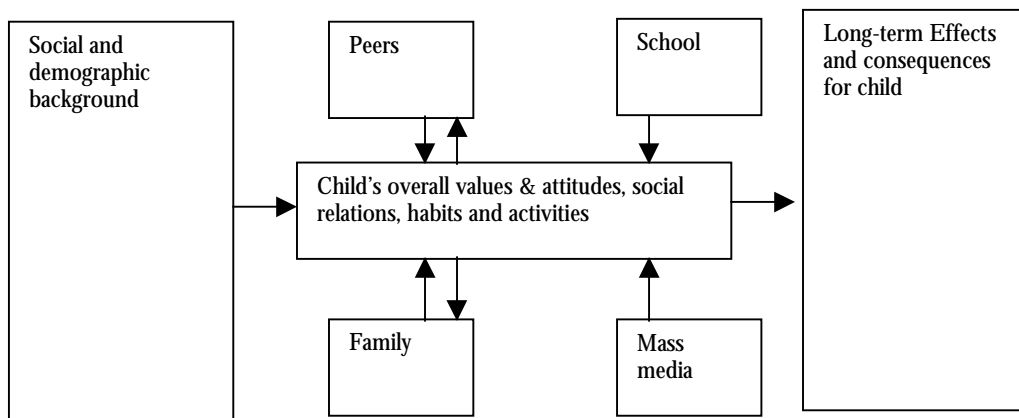 Social and
demographic
background
Peers
School
Long-term Effects
and consequences
for child
Child’s overall values & attitudes, social
relations, habits and activities
Family
Mass
media